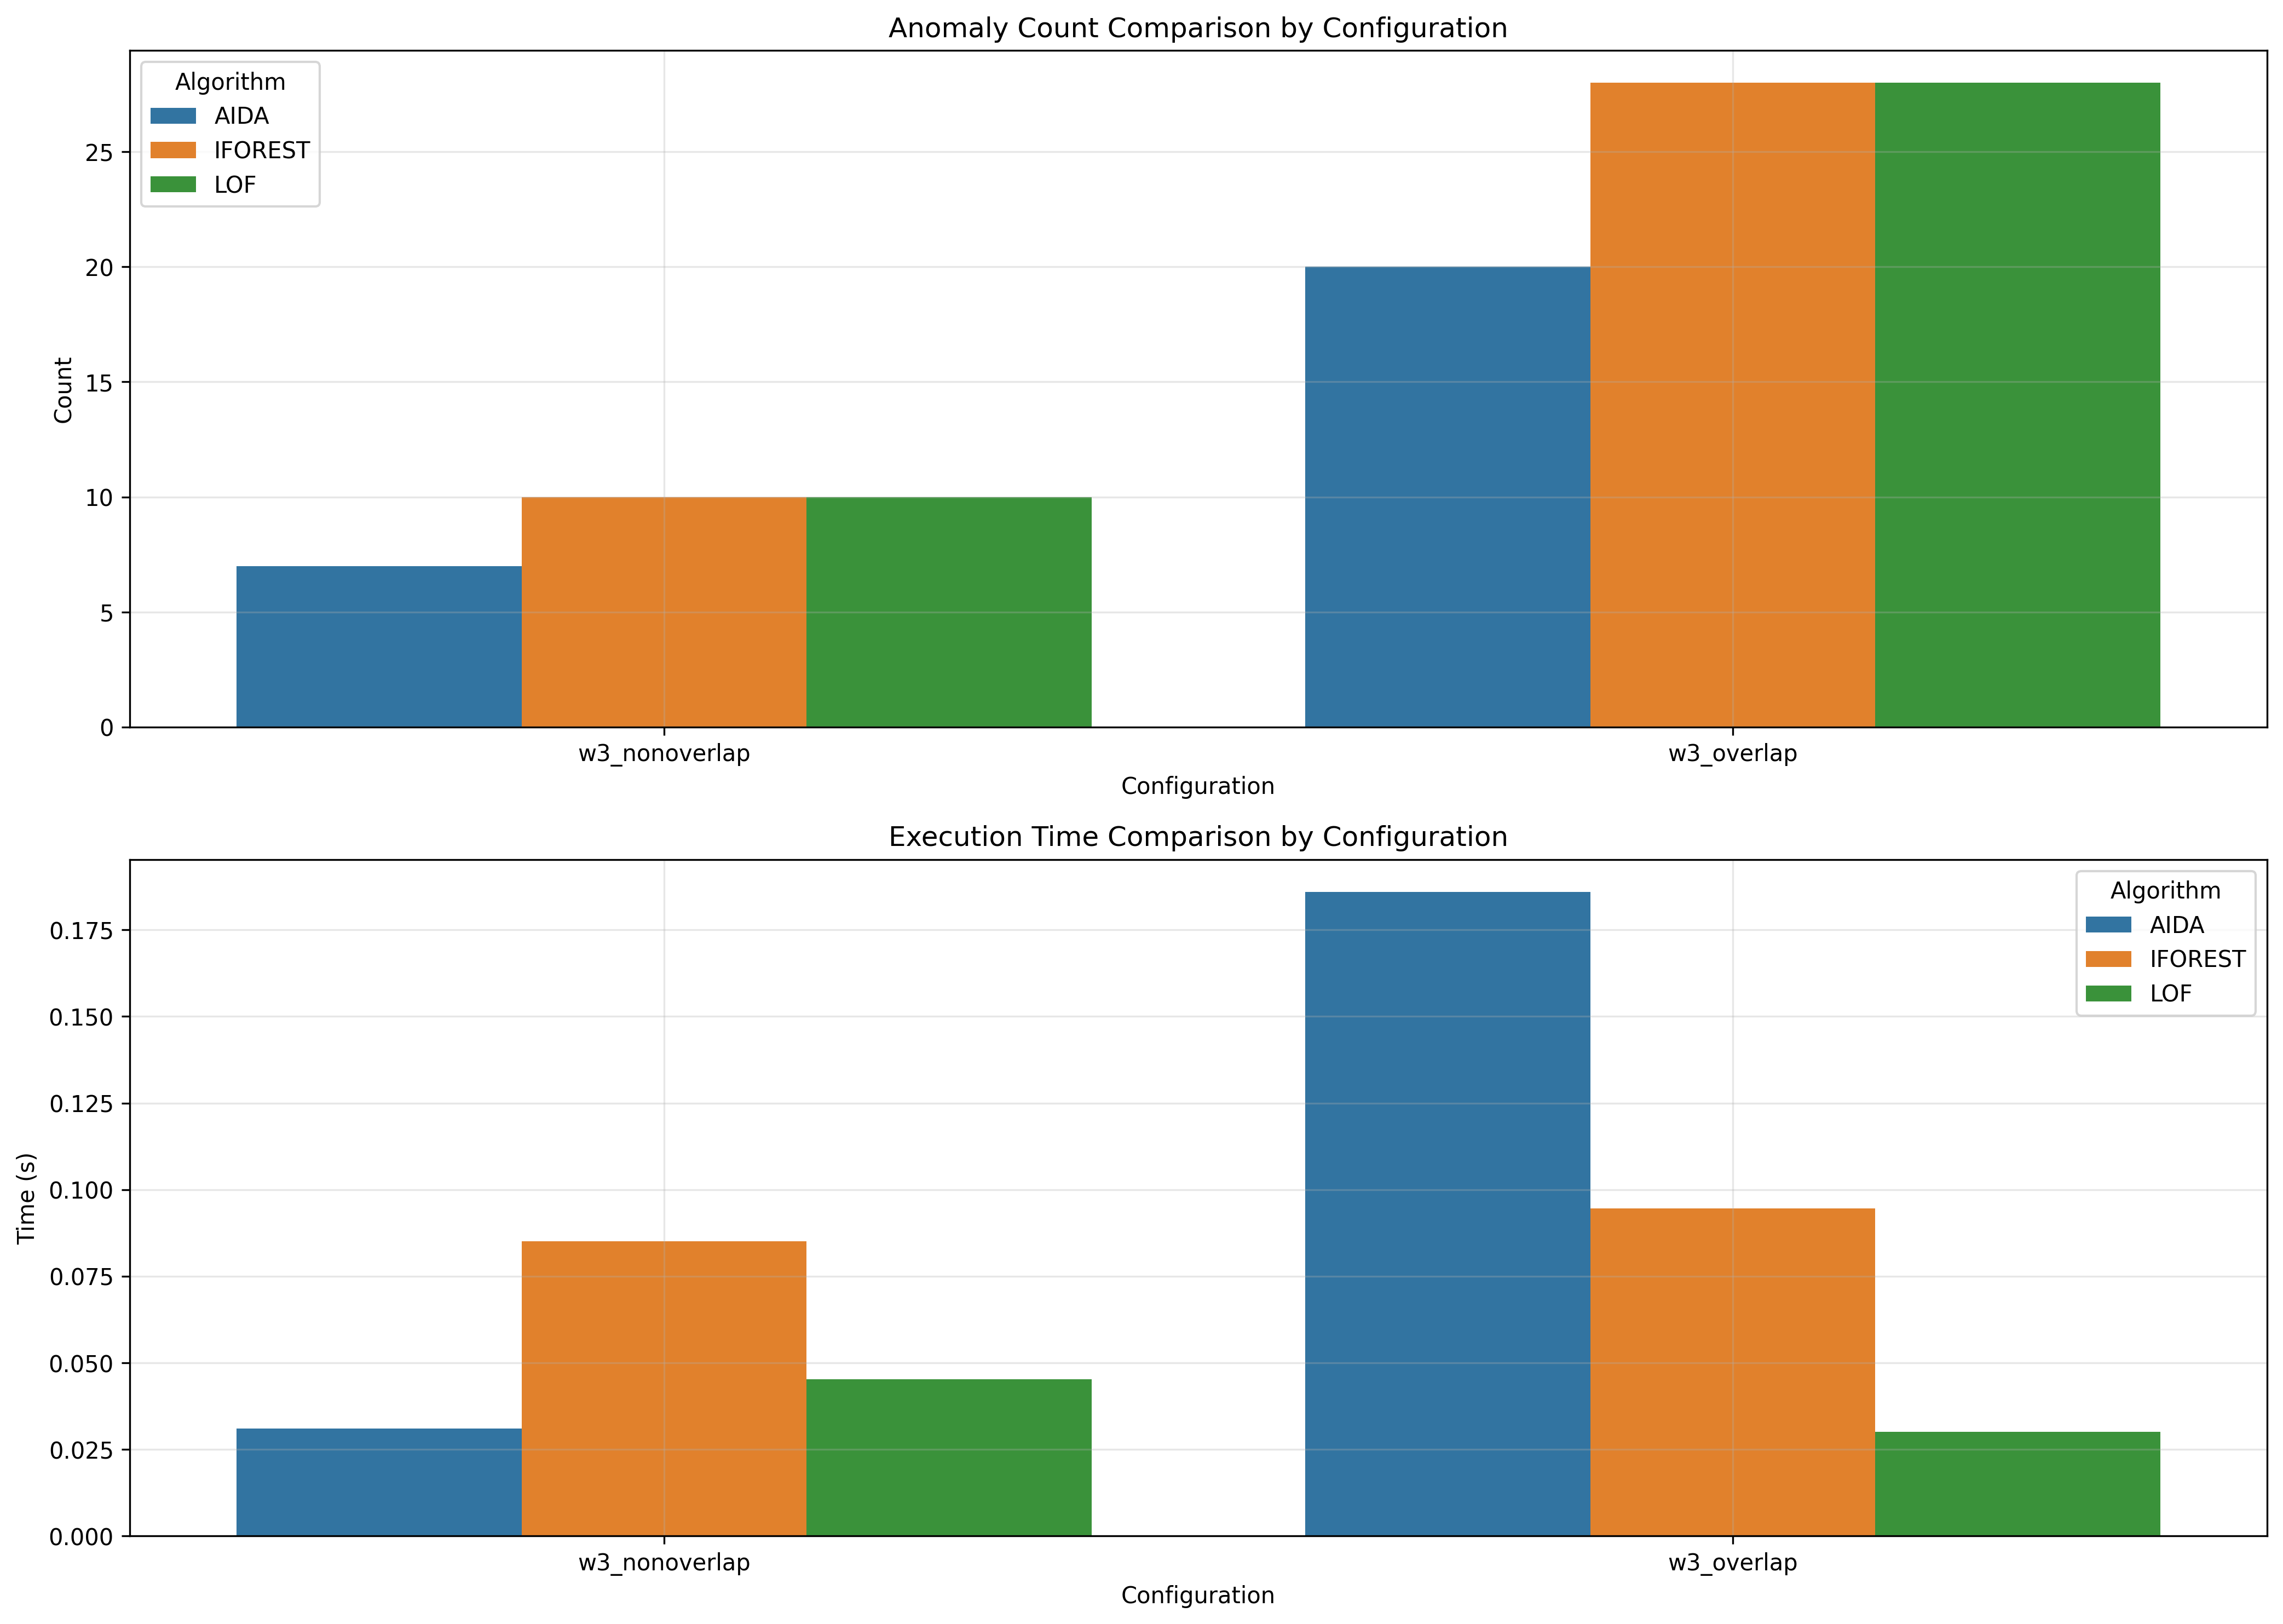 Anomaly Count Comparison by Configuration
Algorithm
AIDA
IFOREST
LOF
Count
25
20
15
10
5
0
w3_nonoverlap
w3_overlap
Configuration
Execution Time Comparison by Configuration
Algorithm
AIDA
IFOREST
LOF
Time (s)
0.175
0.150
0.125
0.100
0.075
0.050
0.025
0.000
w3_nonoverlap
w3_overlap
Configuration